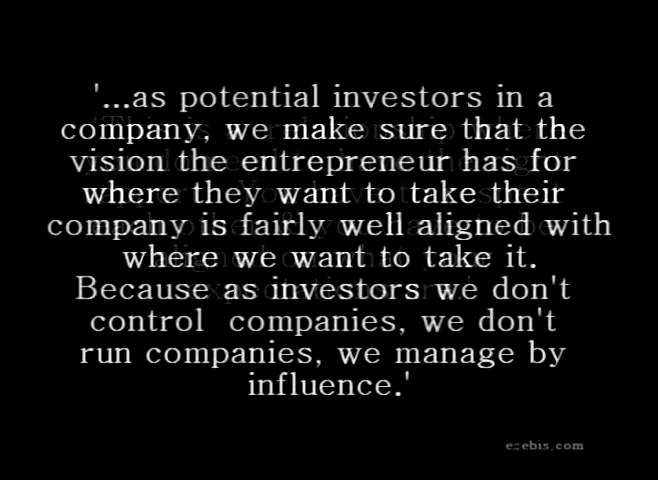 '...as potential investors in a
company, we make sure that the
vision the entrepreneur has for
where they want to take their
company is fairly well aligned with
where we want to take it.
Because as investors we don't
control companies, we don't
run companies, we manage by
influence.'
ezebis.com